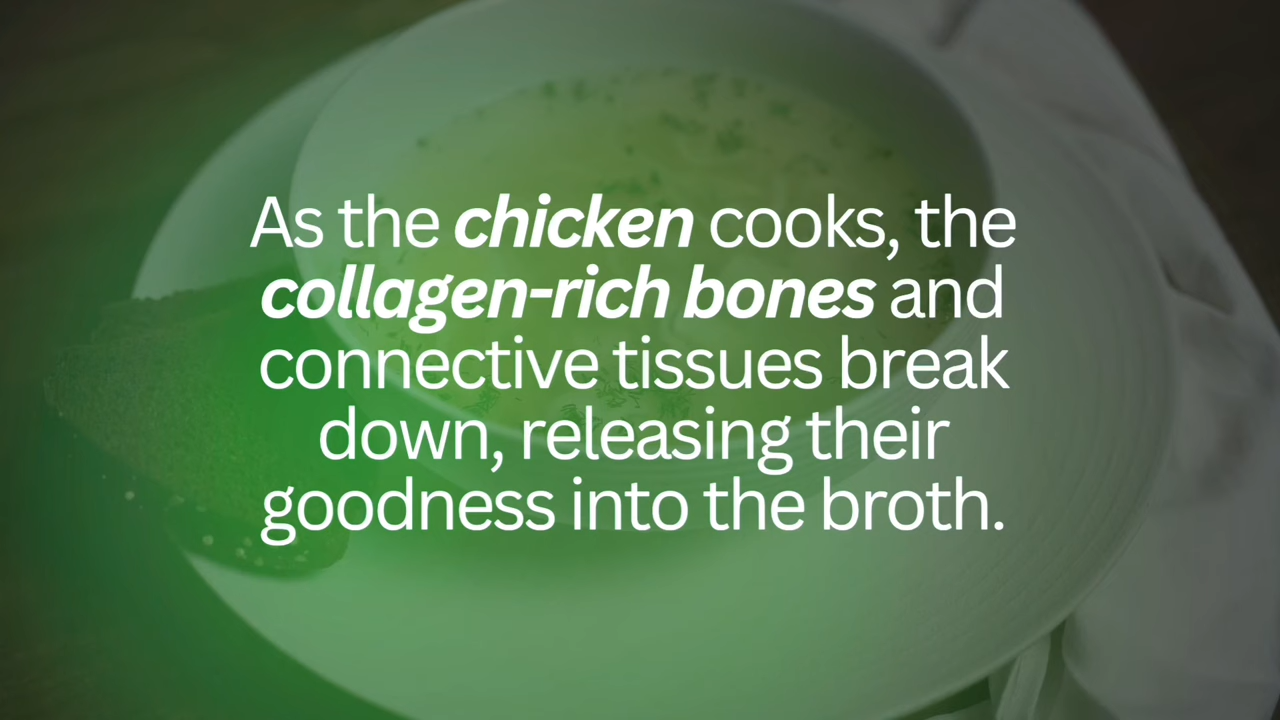 As the chicken cooks, the
collagen-rich bones and
connective tissues break
down, releasing their
goodness into the broth.